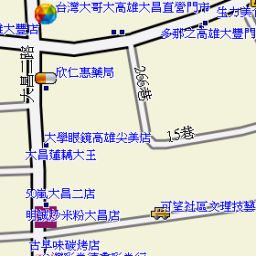 台灣大哥大高雄大昌直營門市
生力美
雄大豐店
多那之高雄大豐門
大昌一路
欣仁惠藥局
266巷
15巷
大學眼鏡高雄尖美店
大昌蓮藕大王
50嵐大昌二店
可望社區文理技藝
明誠炒米粉大昌店
古早味碳烤店